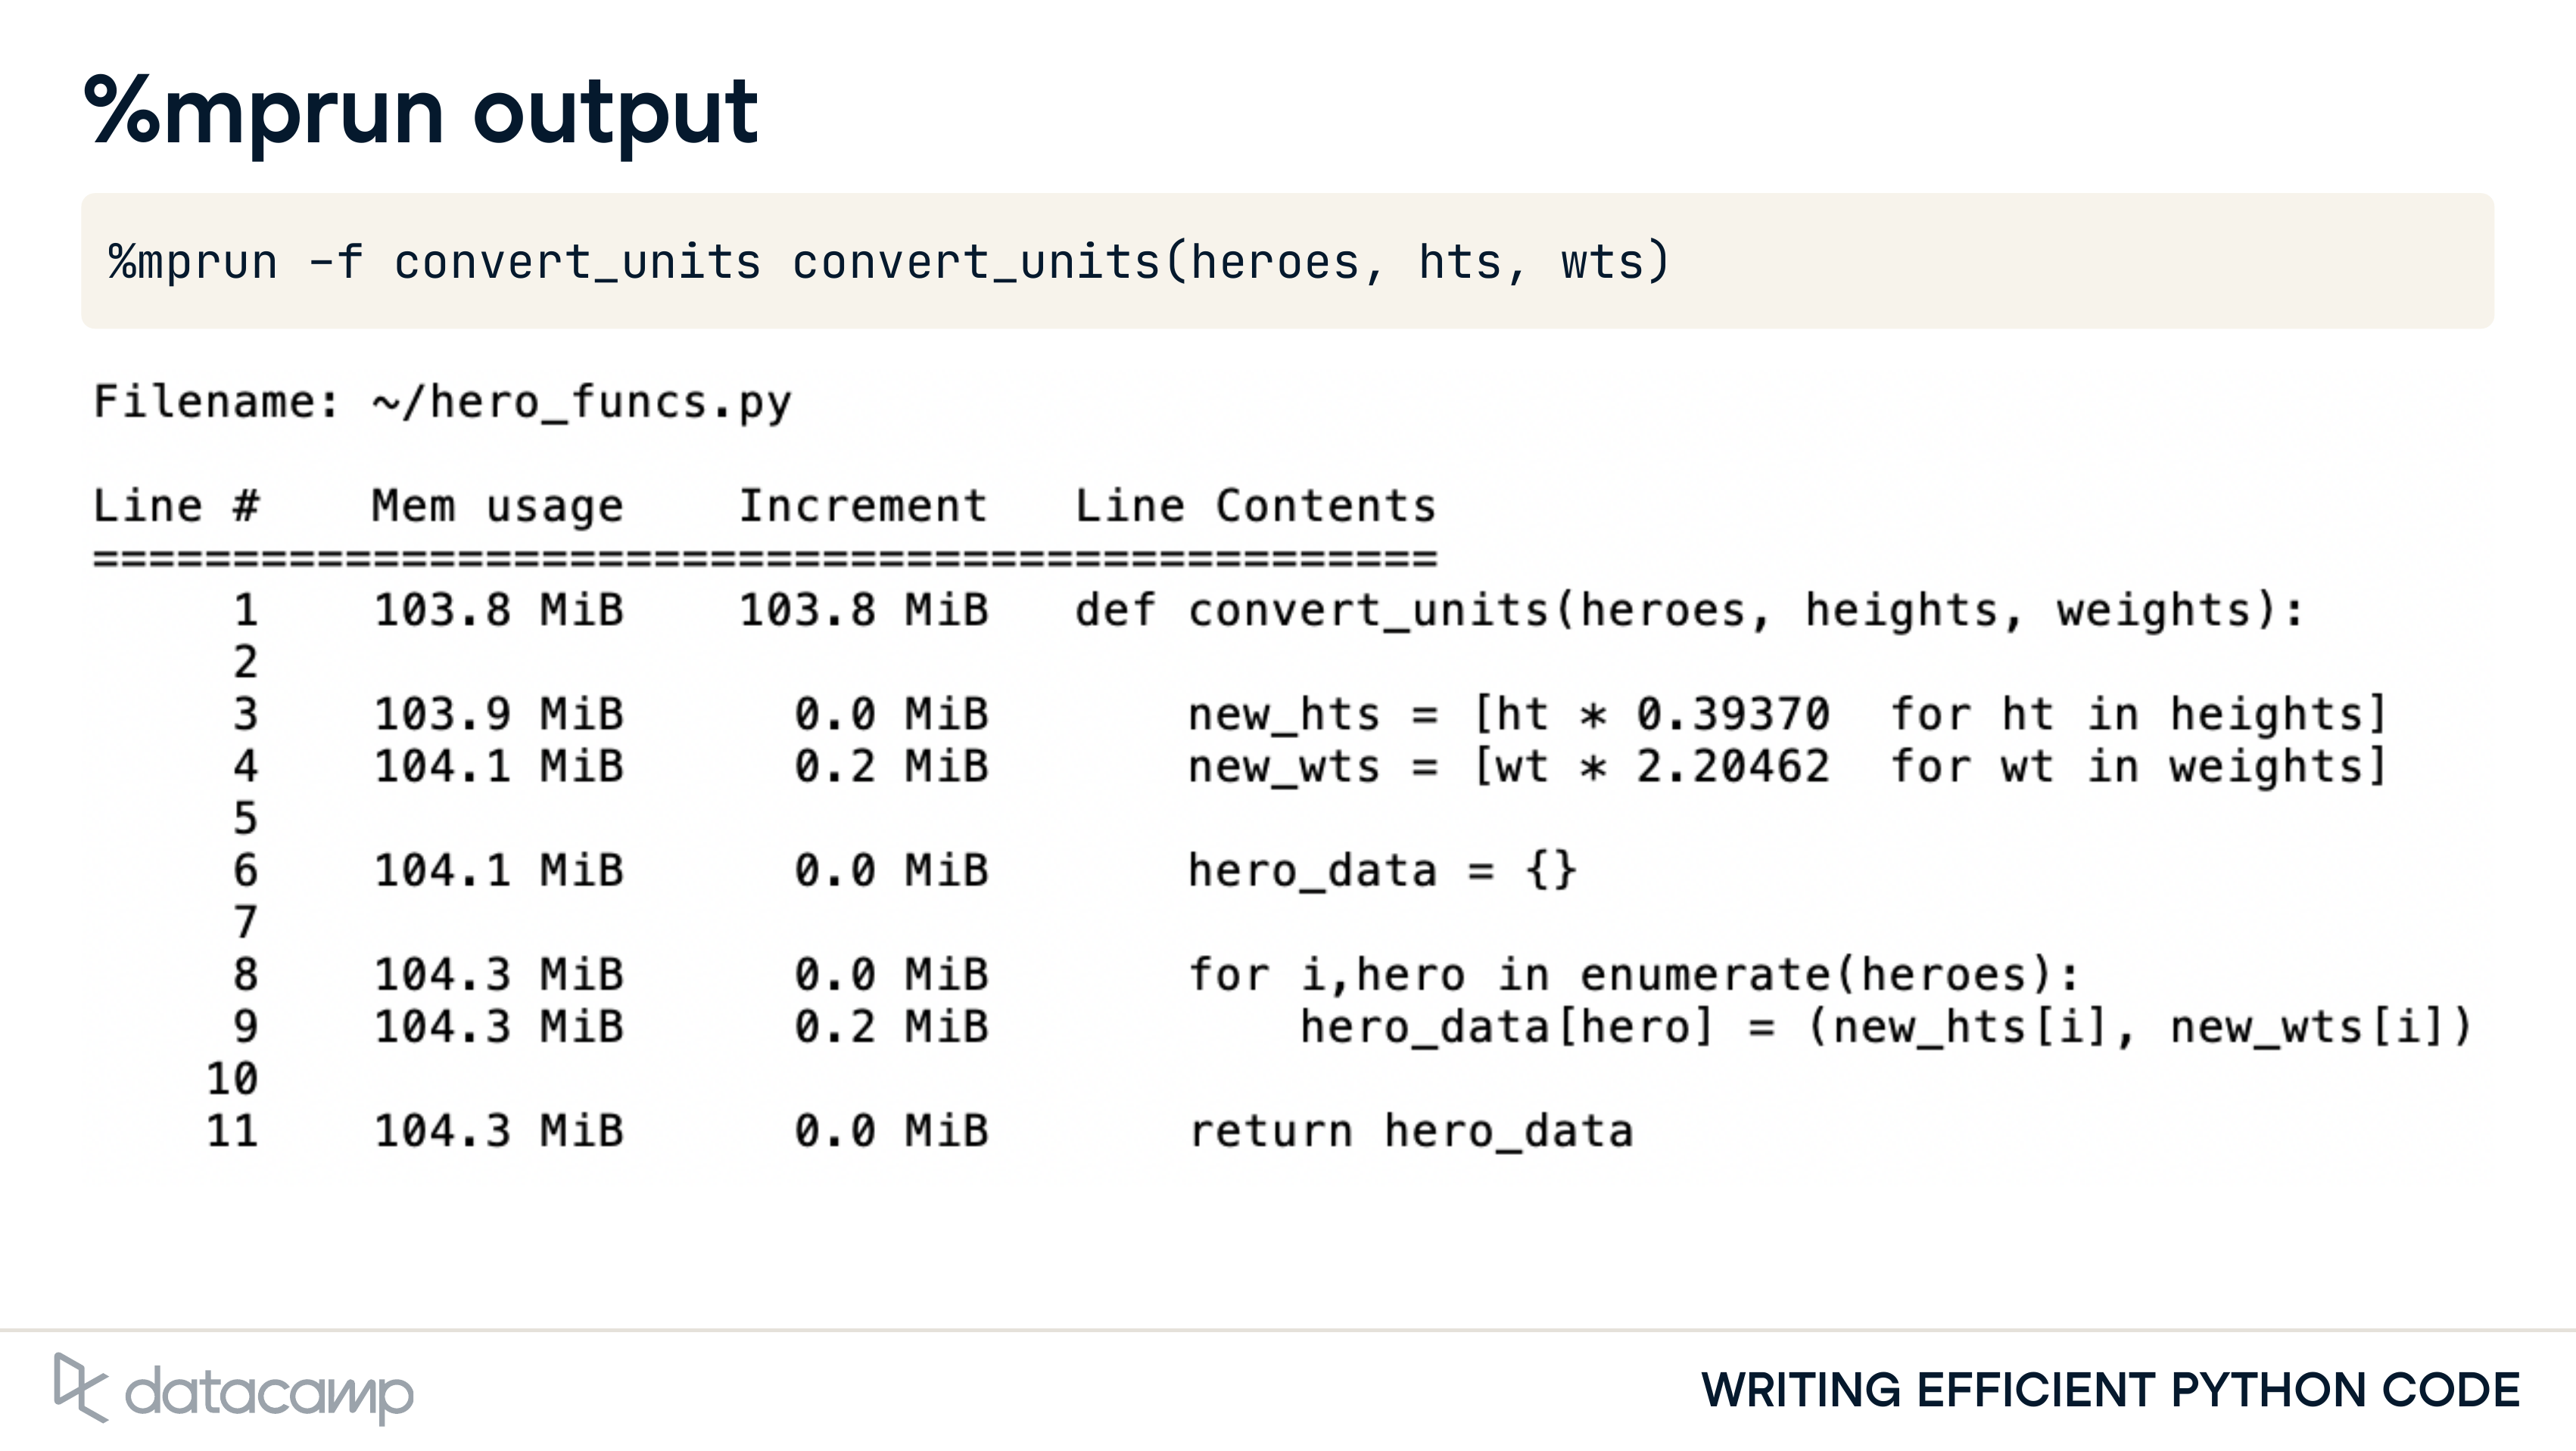 %mprun output
%mprun -f convert_units convert_units(heroes, hts, wts)
Filename: ~/hero_funcs.py
Line #    Mem usage    Increment   Line Contents
================================================
     1    103.8 MiB    103.8 MiB   def convert_units(heroes, heights, weights):
     2
     3    103.9 MiB      0.0 MiB       new_hts = [ht * 0.39370  for ht in heights]
     4    104.1 MiB      0.2 MiB       new_wts = [wt * 2.20462  for wt in weights]
     5
     6    104.1 MiB      0.0 MiB       hero_data = {}
     7
     8    104.3 MiB      0.0 MiB       for i,hero in enumerate(heroes):
     9    104.3 MiB      0.2 MiB           hero_data[hero] = (new_hts[i], new_wts[i])
    10
    11    104.3 MiB      0.0 MiB       return hero_data
datacamp
WRITING EFFICIENT PYTHON CODE